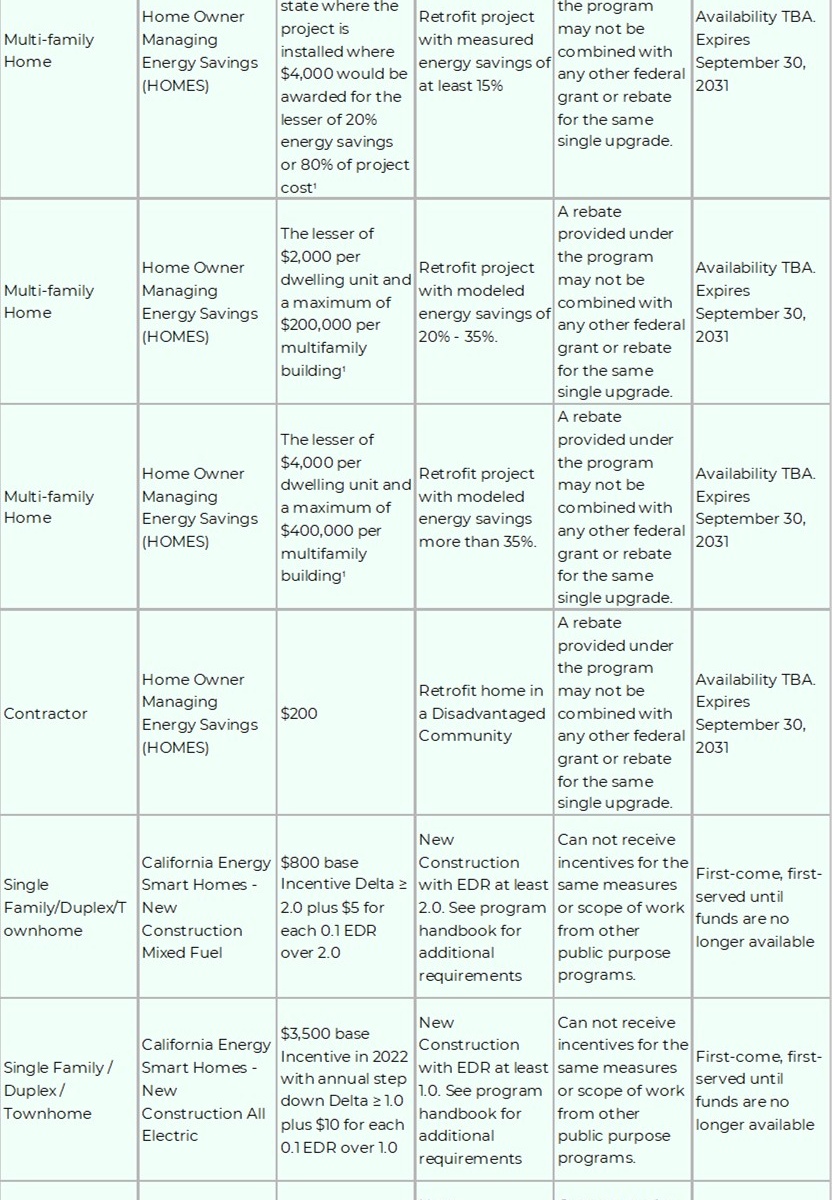 Multi-family
Home
Home Owner
Managing
Energy Savings
(HOMES)
state where the
project is
installed where
$4,000 would be
awarded for the
lesser of 20%
energy savings
or 80% of project
cost¹
Retrofit project
with measured
energy savings of
at least 15%
the program
may not be
combined with
any other federal
grant or rebate
for the same
single upgrade.
Availability TBA.
Expires
September 30,
2031
Multi-family
Home
Home Owner
Managing
Energy Savings
(HOMES)
The lesser of
$2,000 per
dwelling unit and
a maximum of
$200,000 per
multifamily
building¹
Retrofit project
with modeled
energy savings of
20% - 35%.
A rebate
provided under
the program
may not be
combined with
any other federal
grant or rebate
for the same
single upgrade.
Availability TBA.
Expires
September 30,
2031
Multi-family
Home
Home Owner
Managing
Energy Savings
(HOMES)
The lesser of
$4,000 per
dwelling unit and
a maximum of
$400,000 per
multifamily
building¹
Retrofit project
with modeled
energy savings
more than 35%.
A rebate
provided under
the program
may not be
combined with
any other federal
grant or rebate
for the same
single upgrade.
Availability TBA.
Expires
September 30,
2031
Contractor
Home Owner
Managing
Energy Savings
(HOMES)
$200
Retrofit home in
a Disadvantaged
Community
A rebate
provided under
the program
may not be
combined with
any other federal
grant or rebate
for the same
single upgrade.
Availability TBA.
Expires
September 30,
2031
Single
Family/Duplex/T
ownhome
California Energy
Smart Homes -
New
Construction
Mixed Fuel
$800 base
Incentive Delta ≥
2.0 plus $5 for
each 0.1 EDR
over 2.0
New
Construction
with EDR at least
2.0. See program
handbook for
additional
requirements
Can not receive
incentives for the
same measures
or scope of work
from other
public purpose
programs.
First-come, first-
served until
funds are no
longer available
Single Family /
Duplex /
Townhome
California Energy
Smart Homes -
New
Construction All
Electric
$3,500 base
Incentive in 2022
with annual step
down Delta ≥ 1.0
plus $10 for each
0.1 EDR over 1.0
New
Construction
with EDR at least
1.0. See program
handbook for
additional
requirements
Can not receive
incentives for the
same measures
or scope of work
from other
public purpose
programs.
First-come, first-
served until
funds are no
longer available